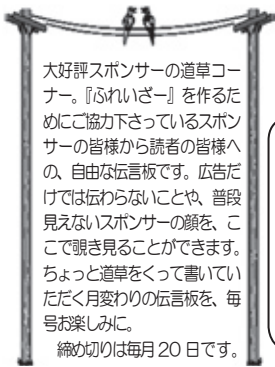 大好評スポンサーの道草コー
ナー。『ふれいざー』を作るた
めにご協力下さっているスポン
サーの皆様から読者の皆様へ
の、自由な伝言板です。広告だ
けでは伝わらないことや、普段
見えないスポンサーの顔を、こ
こで覗き見ることができます。
ちょっと道草をくって書いてい
ただく月変わりの伝言板を、毎
号お楽しみに。
締め切りは毎月20日です。